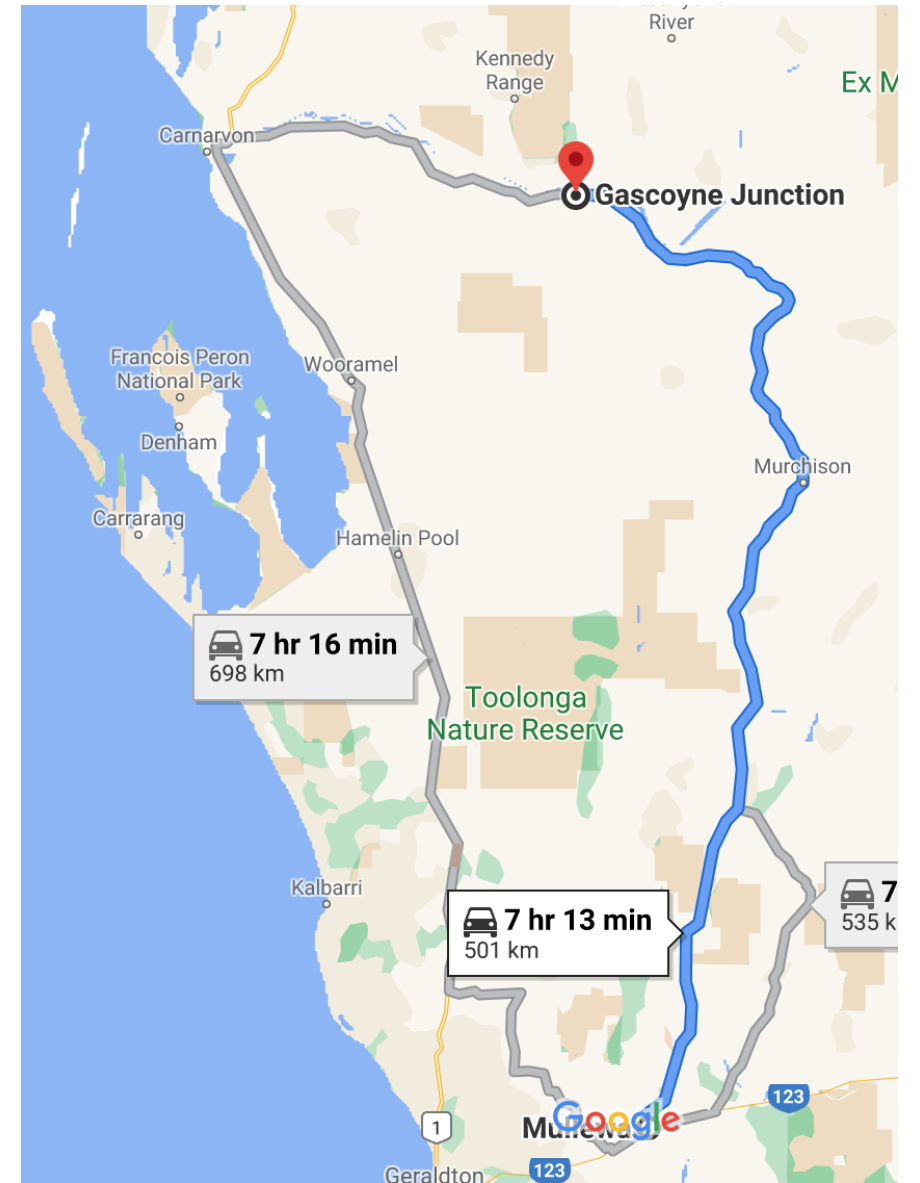 River
Kennedy
Range
Ex M
Carnarvon
Gascoyne Junction
Francois Peron
National Park
Wooramel
Denham
Murchison
Carrarang
Hamelin Pool
7 hr 16 min
698 km
Toolonga
Nature Reserve
Kalbarri
7 hr 13 min
501 km
7
535 k
123
Google
1
123
Geraldton